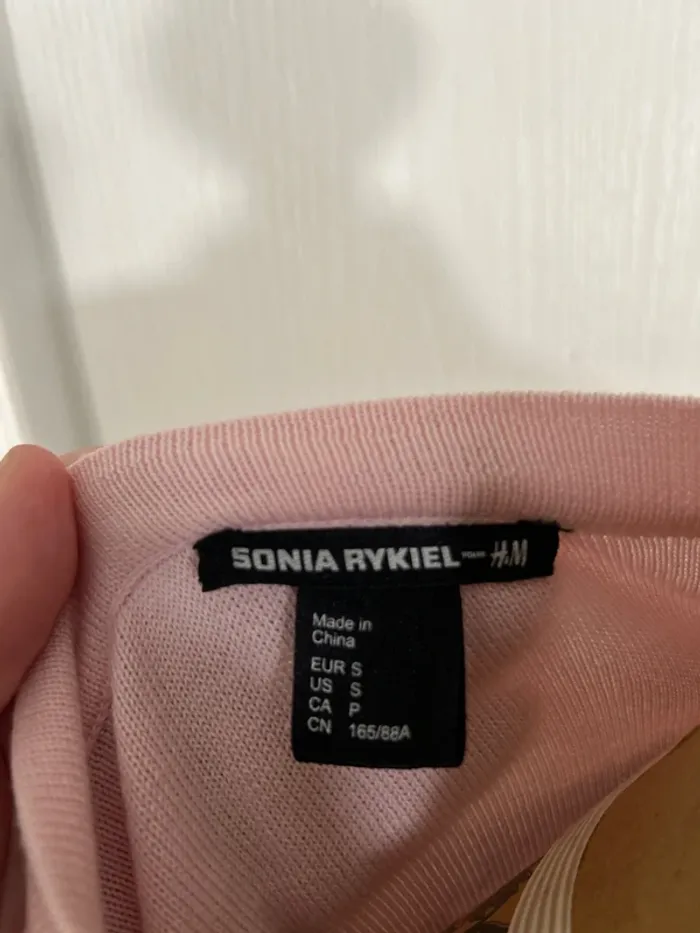 SONIA RYKIEL POUR H&M
Made in
China
EUR S
US S
CA P
CN 165/88A